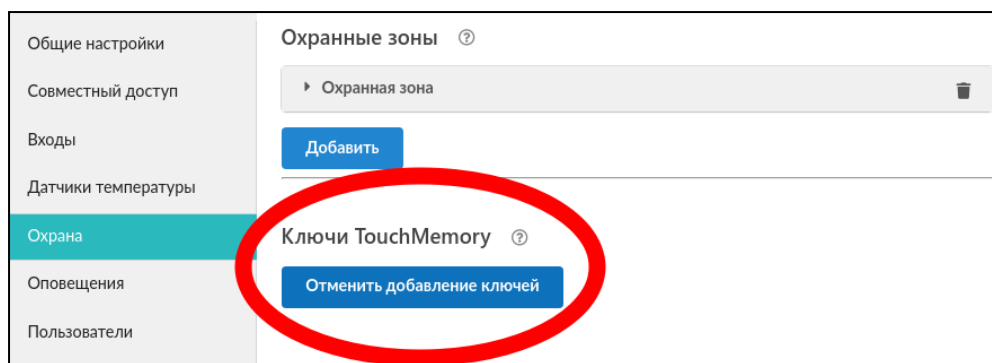 Общие настройки
Совместный доступ
Входы
Датчики температуры
Охрана
Оповещения
Пользователи
Охранные зоны ?
Охранная зона
Добавить
Ключи TouchMemory ?
Отменить добавление ключей